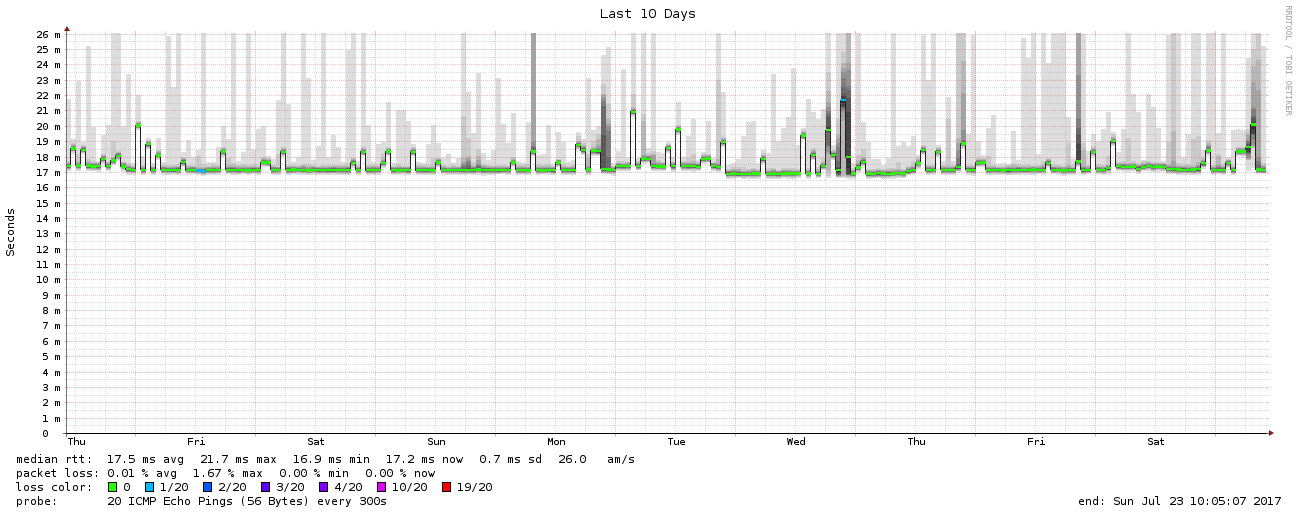 Last 10 Days
RRDTOOL / TOBI OETIKER
Seconds
26 m
25 m
24 m
23 m
22 m
21 m
20 m
19 m
18 m
17 m
16 m
15 m
14 m
13 m
12 m
11 m
10 m
9 m
8 m
7 m
6 m
5 m
4 m
3 m
2 m
1 m
0
Thu Fri Sat Sun Mon Tue Wed Thu Fri Sat
median rtt: 17.5 ms avg 21.7 ms max 16.9 ms min 17.2 ms now 0.7 ms sd 26.0 am/s
packet loss: 0.01 % avg 1.67 % max 0.00 % min 0.00 % now
loss color: 0 1/20 2/20 3/20 4/20 10/20 19/20
probe: 20 ICMP Echo Pings (56 Bytes) every 300s end: Sun Jul 23 10:05:07 2017